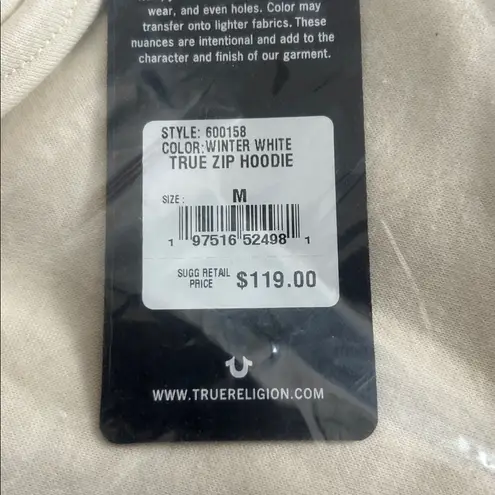 wear, and even holes. Color may
transfer onto lighter fabrics. These
nuances are intentional and add to the
character and finish of our garment.
STYLE: 600158
COLOR:WINTER WHITE
TRUE ZIP HOODIE
SIZE: M
1 97516 52498 1
SUGG RETAIL
PRICE $119.00
WWW.TRUERELIGION.COM